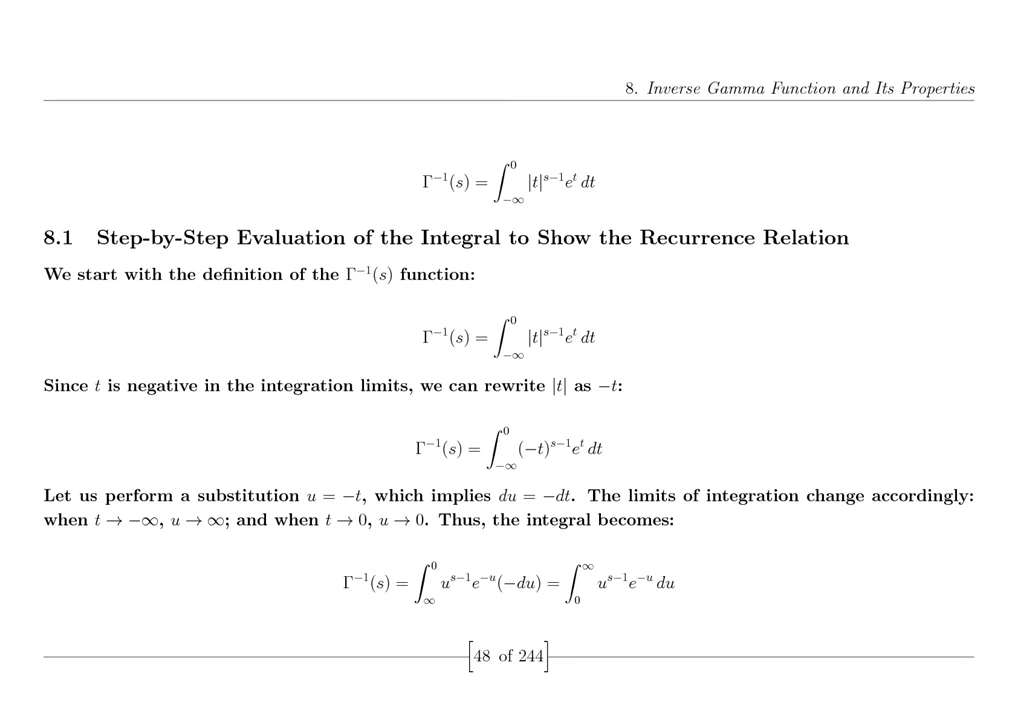 8. Inverse Gamma Function and Its Properties
Γ⁻¹(s) = ∫_{−∞}^{0} |t|^{s−1} e^t dt
8.1 Step-by-Step Evaluation of the Integral to Show the Recurrence Relation
We start with the definition of the Γ⁻¹(s) function:
Γ⁻¹(s) = ∫_{−∞}^{0} |t|^{s−1} e^t dt
Since t is negative in the integration limits, we can rewrite |t| as −t:
Γ⁻¹(s) = ∫_{−∞}^{0} (−t)^{s−1} e^t dt
Let us perform a substitution u = −t, which implies du = −dt. The limits of integration change accordingly:
when t → −∞, u → ∞; and when t → 0, u → 0. Thus, the integral becomes:
Γ⁻¹(s) = ∫_{∞}^{0} u^{s−1} e^{−u} (−du) = ∫_{0}^{∞} u^{s−1} e^{−u} du
[48 of 244]